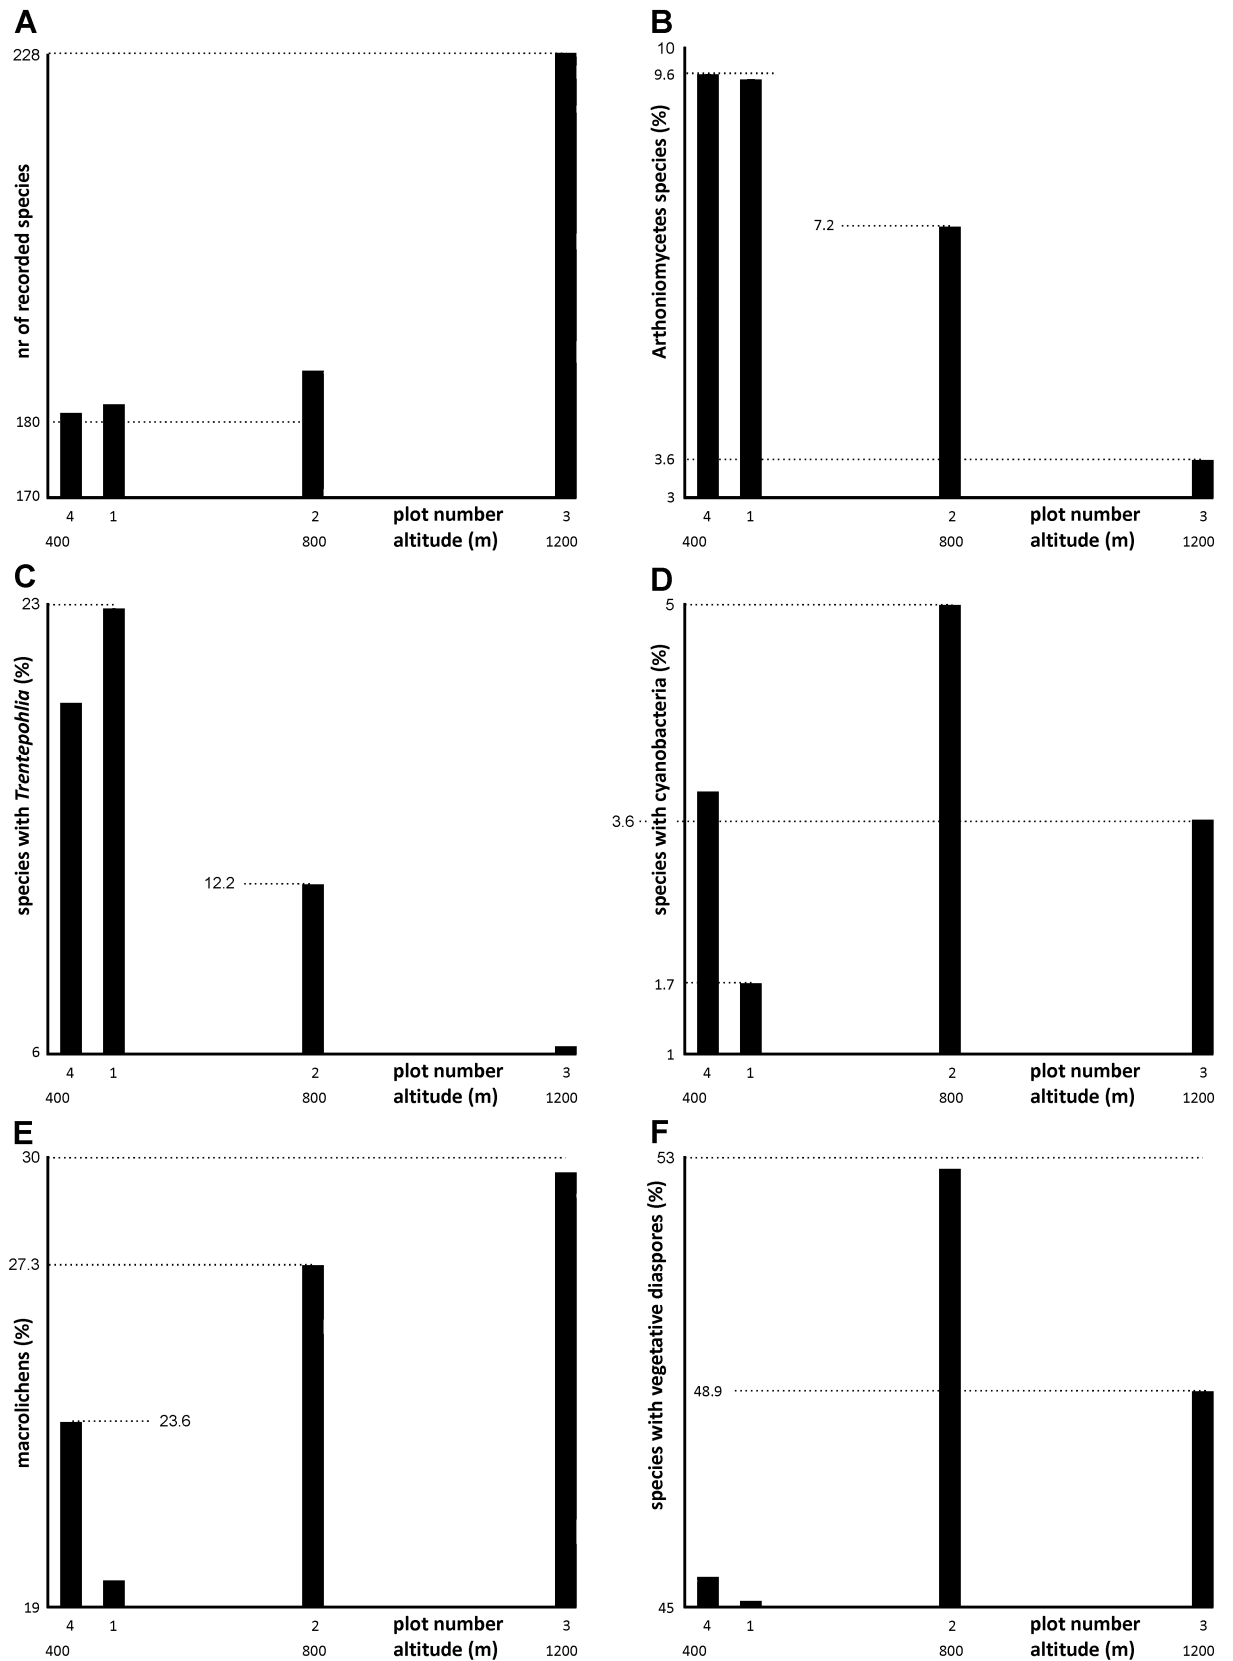 A
228
nr of recorded species
180
170
4 1 2 plot number 3
400 800 altitude (m) 1200
B
10
9.6
Arthoniomycetes species (%)
7.2
3.6
3
4 1 2 plot number 3
400 800 altitude (m) 1200
C
23
species with Trentepohlia (%)
12.2
6
4 1 2 plot number 3
400 800 altitude (m) 1200
D
5
species with cyanobacteria (%)
3.6
1.7
1
4 1 2 plot number 3
400 800 altitude (m) 1200
E
30
27.3
macrolichens (%)
23.6
19
4 1 2 plot number 3
400 800 altitude (m) 1200
F
53
species with vegetative diaspores (%)
48.9
45
4 1 2 plot number 3
400 800 altitude (m) 1200